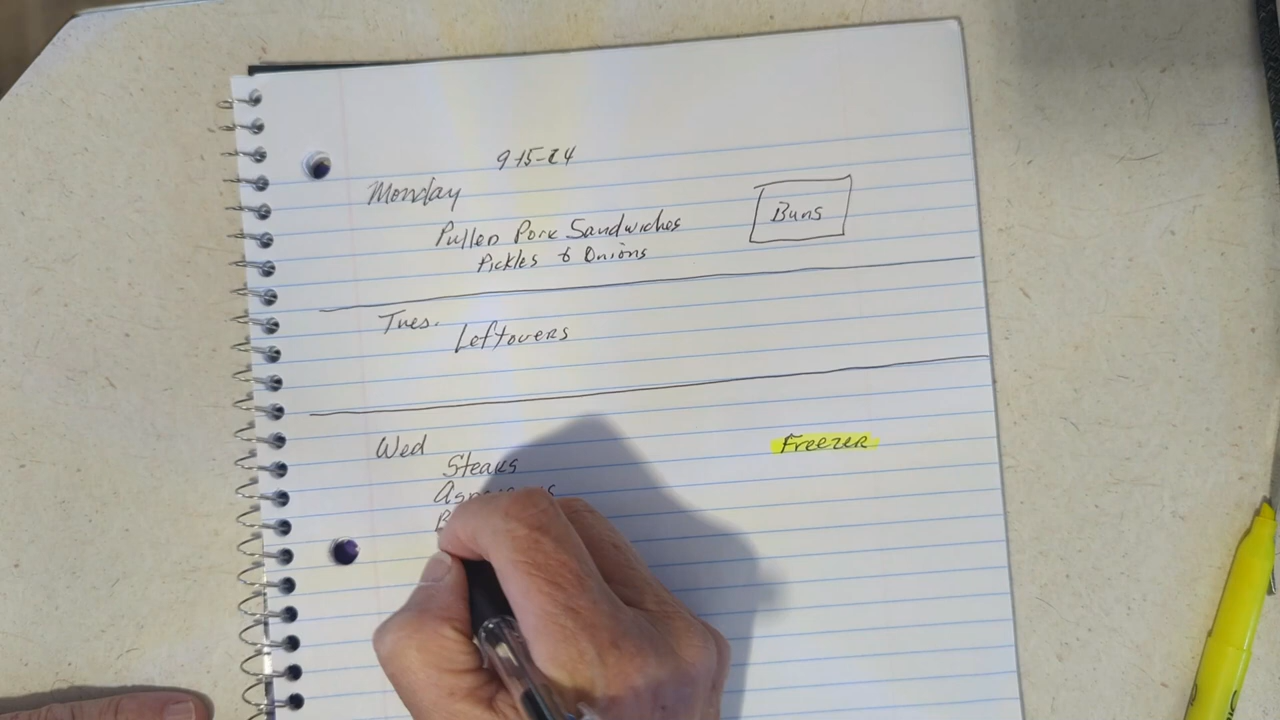 9-15-24
Monday
Pulled Pork Sandwiches
Buns
Pickles & Onions
Tues.
Leftovers
Wed
Freezer
Steaks